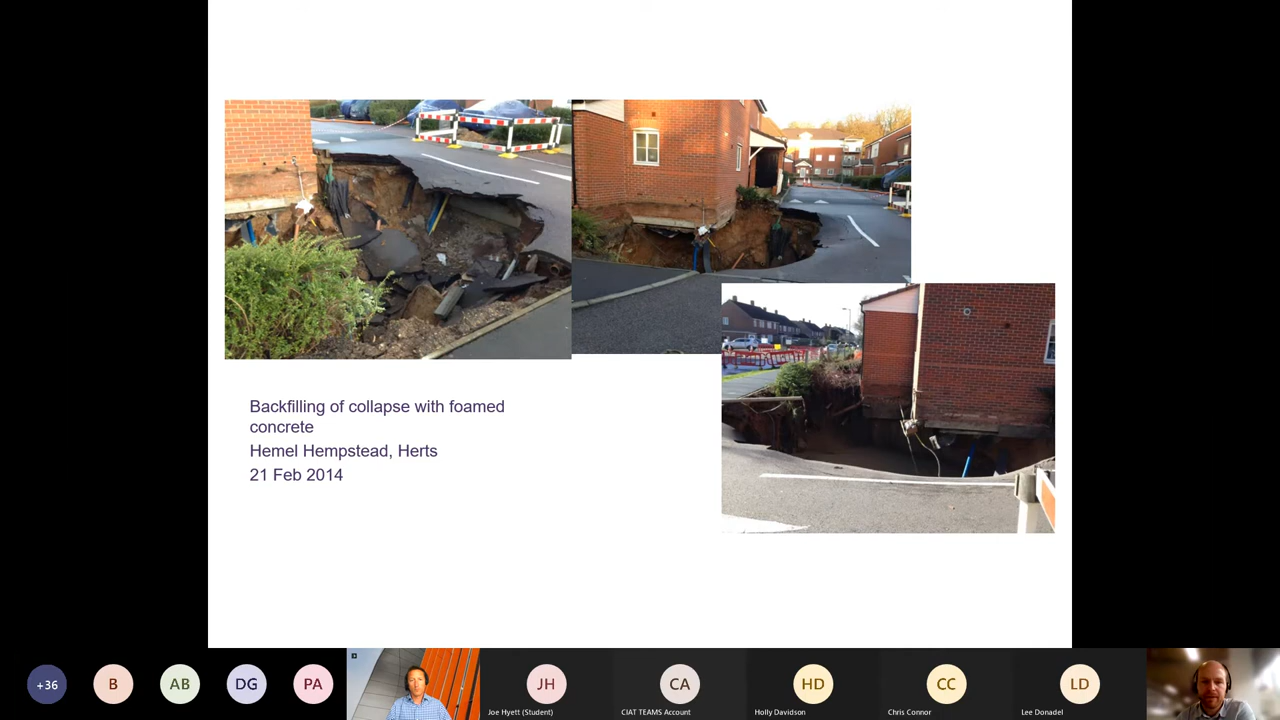 Backfilling of collapse with foamed
concrete
Hemel Hempstead, Herts
21 Feb 2014
+36
B
AB
DG
PA
JH
CA
HD
CC
LD
Joe Hyett (Student)
CIAT TEAMS Account
Holly Davidson
Chris Connor
Lee Donadel